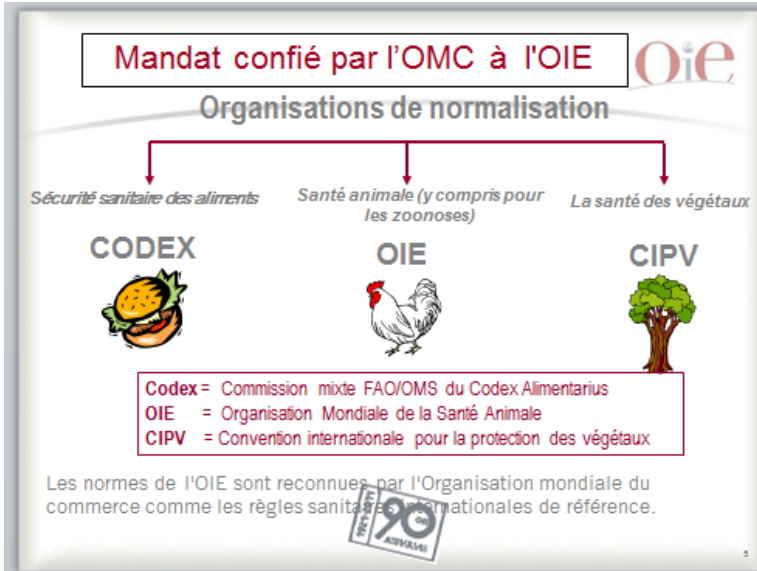 Mandat confié par l'OMC à l'OIE
Oie
Organisations de normalisation
Sécurité sanitaire des aliments
Santé animale (y compris pour
les zoonoses)
La santé des végétaux
CODEX
OIE
CIPV
Codex = Commission mixte FAO/OMS du Codex Alimentarius
OIE = Organisation Mondiale de la Santé Animale
CIPV = Convention internationale pour la protection des végétaux
Les normes de l'OIE sont reconnues par l'Organisation mondiale du
commerce comme les règles sanitaires internationales de référence.
90
5